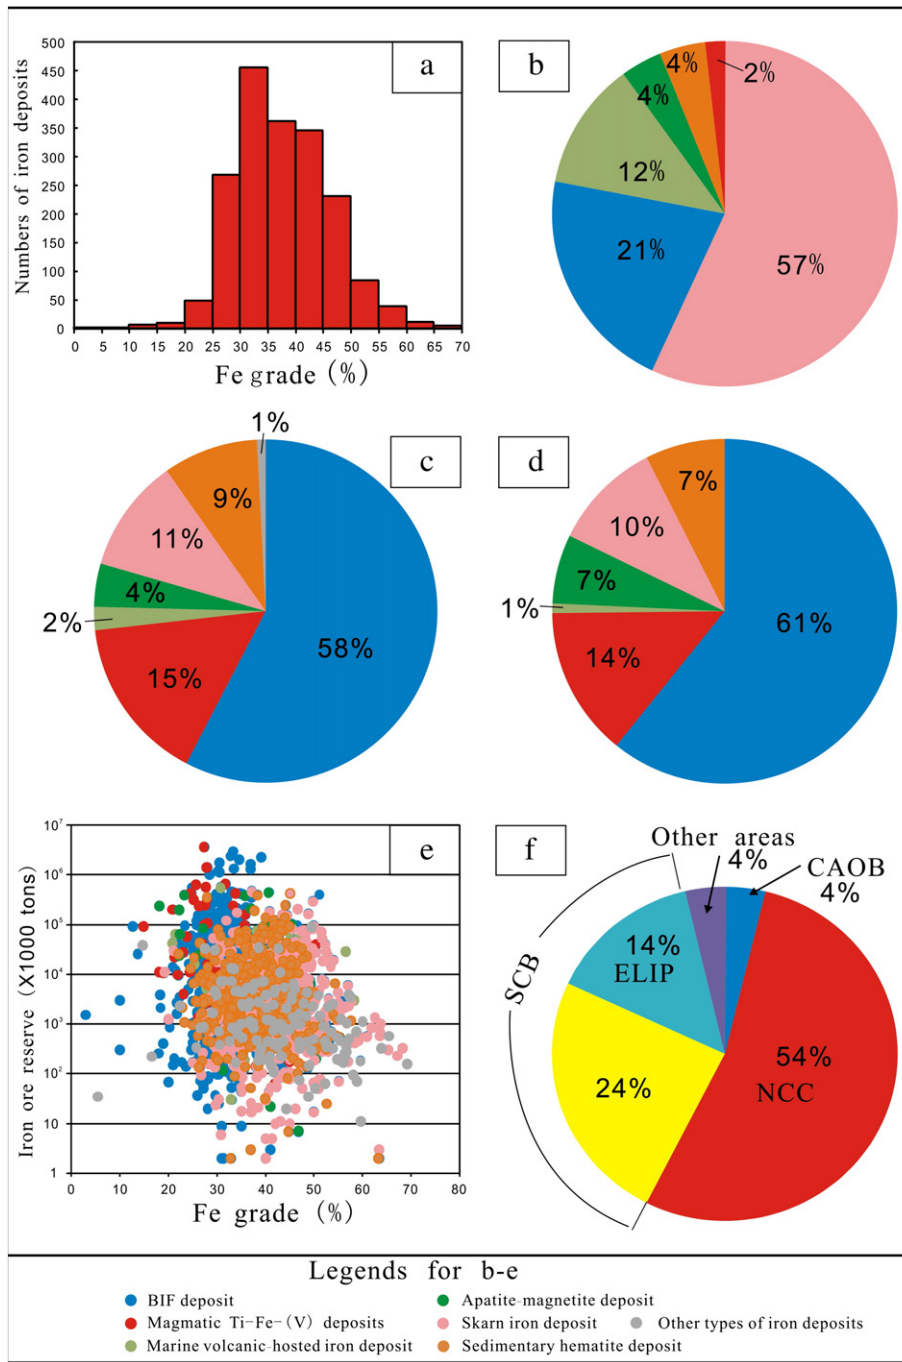 a
Numbers of iron deposits
500
450
400
350
300
250
200
150
100
50
0
0 5 10 15 20 25 30 35 40 45 50 55 60 65 70
Fe grade (%)
b
4%
2%
4%
12%
21%
57%
c
1%
9%
11%
4%
2%
15%
58%
d
7%
10%
7%
1%
14%
61%
e
Iron ore reserve (X1000 tons)
10⁷
10⁶
10⁵
10⁴
10³
10²
10
1
0 10 20 30 40 50 60 70 80
Fe grade (%)
f
Other areas
4%
CAOB
4%
SCB
14%
ELIP
24%
54%
NCC
Legends for b-e
BIF deposit
Apatite-magnetite deposit
Magmatic Ti-Fe-(V) deposits
Skarn iron deposit
Other types of iron deposits
Marine volcanic-hosted iron deposit
Sedimentary hematite deposit